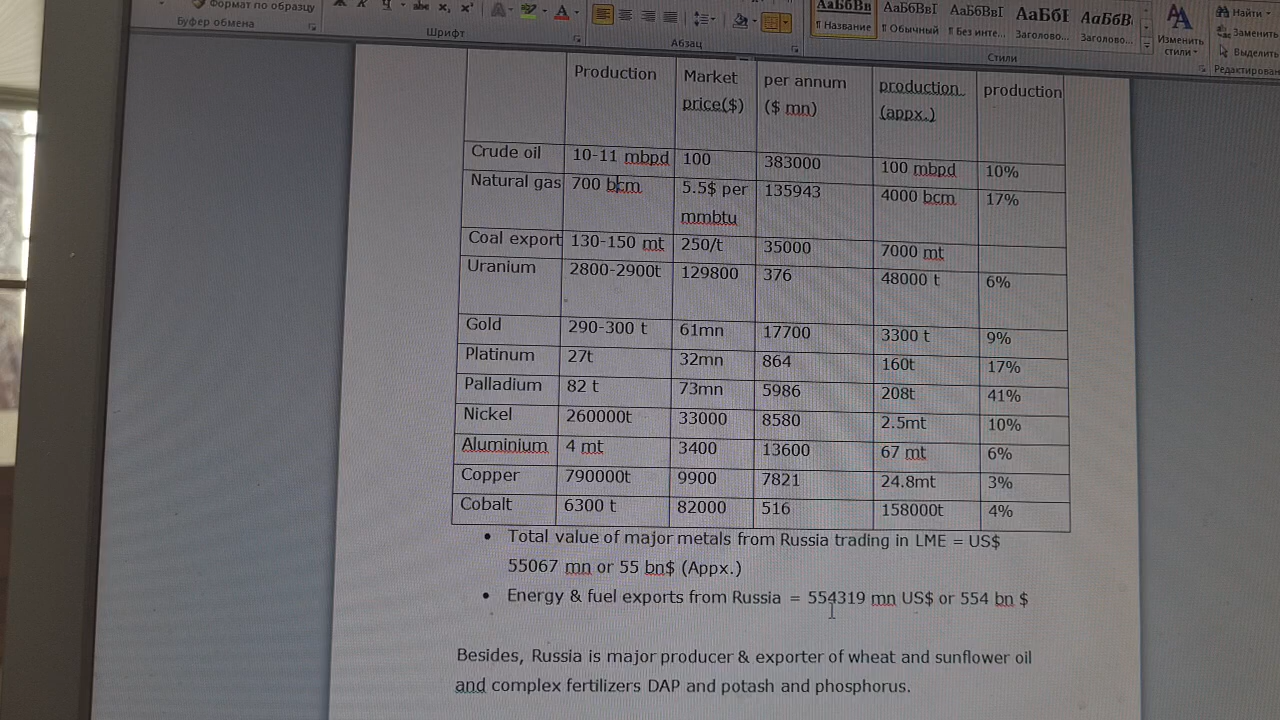 Формат по образцу
Буфер обмена
Шрифт
Абзац
АаБбВв АаБбВвІ АаБбВвІ АаБбІ АаБбВ
¶ Название ¶ Обычный ¶ Без инте... Заголово... Заголово...
Стили
Изменить
стили
Найти
Заменить
Выделить
Редактирован
Production Market per annum production production
price($) ($ mn) (appx.)
Crude oil 10-11 mbpd 100 383000 100 mbpd 10%
Natural gas 700 bcm 5.5$ per 135943 4000 bcm 17%
mmbtu
Coal export 130-150 mt 250/t 35000 7000 mt
Uranium 2800-2900t 129800 376 48000 t 6%
Gold 290-300 t 61mn 17700 3300 t 9%
Platinum 27t 32mn 864 160t 17%
Palladium 82 t 73mn 5986 208t 41%
Nickel 260000t 33000 8580 2.5mt 10%
Aluminium 4 mt 3400 13600 67 mt 6%
Copper 790000t 9900 7821 24.8mt 3%
Cobalt 6300 t 82000 516 158000t 4%
• Total value of major metals from Russia trading in LME = US$
55067 mn or 55 bn$ (Appx.)
• Energy & fuel exports from Russia = 554319 mn US$ or 554 bn $
Besides, Russia is major producer & exporter of wheat and sunflower oil
and complex fertilizers DAP and potash and phosphorus.